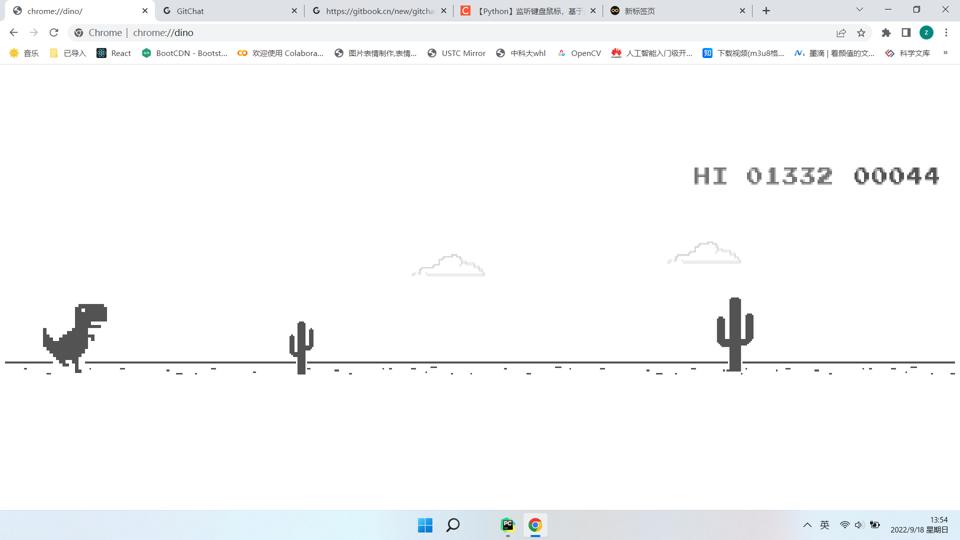 chrome://dino/
GitChat
https://gitbook.cn/new/gitcha
【Python】监听键盘鼠标，基于
新标签页
Chrome | chrome://dino
z
音乐
已导入
React
BootCDN - Bootst...
欢迎使用 Colabora...
图片表情制作,表情...
USTC Mirror
中科大whl
OpenCV
人工智能入门极开...
下载视频(m3u8格...
墨滴 | 看颜值的文...
科学文库
»
HI 01332 00044
英
13:54
2022/9/18 星期日